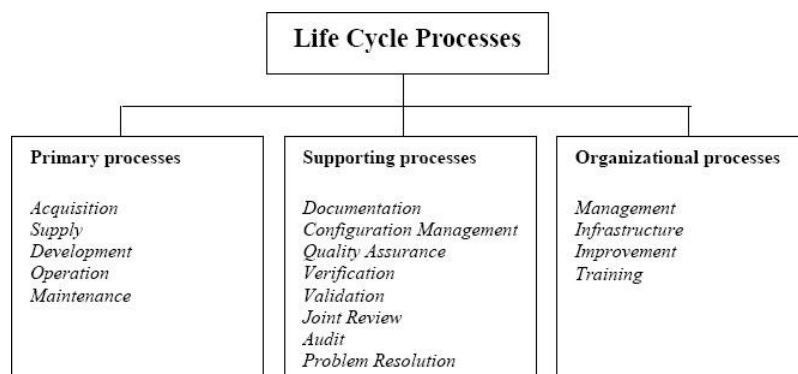 Life Cycle Processes
Primary processes
Acquisition
Supply
Development
Operation
Maintenance
Supporting processes
Documentation
Configuration Management
Quality Assurance
Verification
Validation
Joint Review
Audit
Problem Resolution
Organizational processes
Management
Infrastructure
Improvement
Training